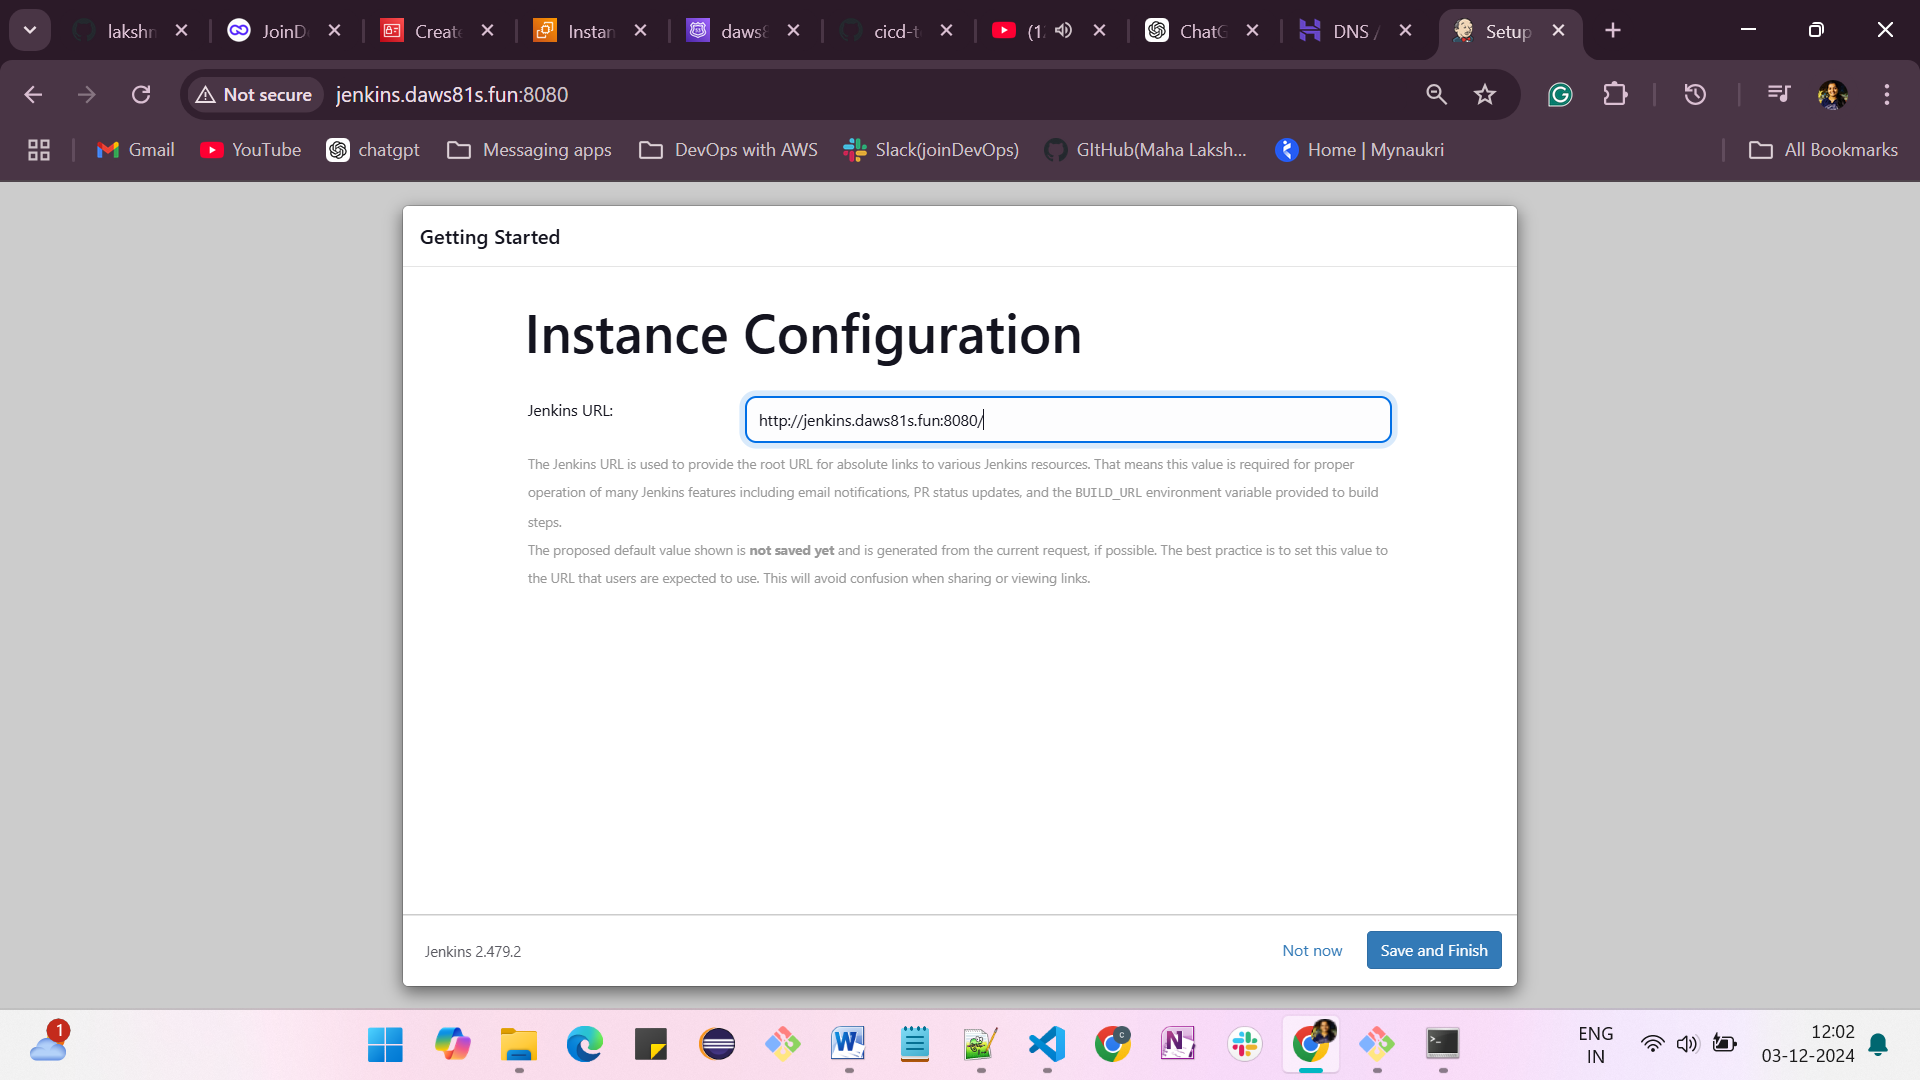 lakshn
JoinD
Create
Instan
daws8
cicd-t
(1
ChatG
DNS /
Setup
Not secure
jenkins.daws81s.fun:8080
Gmail
YouTube
chatgpt
Messaging apps
DevOps with AWS
Slack(joinDevOps)
GItHub(Maha Laksh...
Home | Mynaukri
All Bookmarks
Getting Started
Instance Configuration
Jenkins URL:
http://jenkins.daws81s.fun:8080/
The Jenkins URL is used to provide the root URL for absolute links to various Jenkins resources. That means this value is required for proper
operation of many Jenkins features including email notifications, PR status updates, and the BUILD_URL environment variable provided to build
steps.
The proposed default value shown is not saved yet and is generated from the current request, if possible. The best practice is to set this value to
the URL that users are expected to use. This will avoid confusion when sharing or viewing links.
Jenkins 2.479.2
Not now
Save and Finish
1
ENG
IN
12:02
03-12-2024